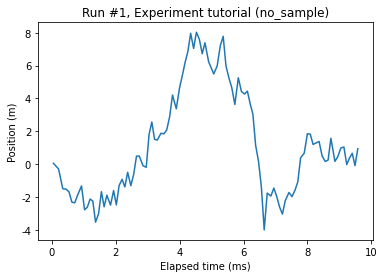 Run #1, Experiment tutorial (no_sample)
8
6
4
2
0
-2
-4
Position (m)
0 2 4 6 8 10
Elapsed time (ms)